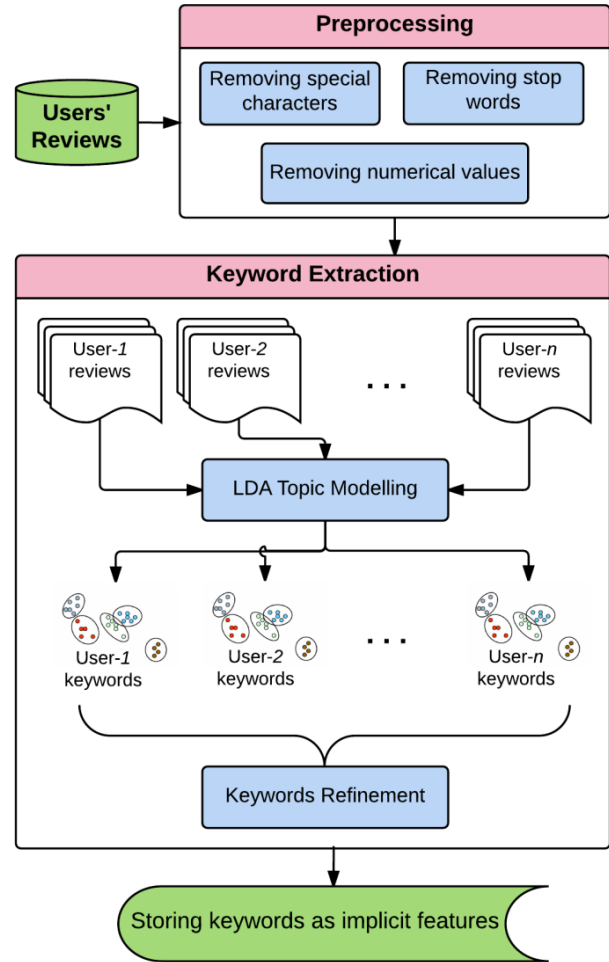 Preprocessing
Removing special
characters
Removing stop
words
Users'
Reviews
Removing numerical values
Keyword Extraction
User-1
reviews
User-2
reviews
. . .
User-n
reviews
LDA Topic Modelling
User-1
keywords
User-2
keywords
. . .
User-n
keywords
Keywords Refinement
Storing keywords as implicit features